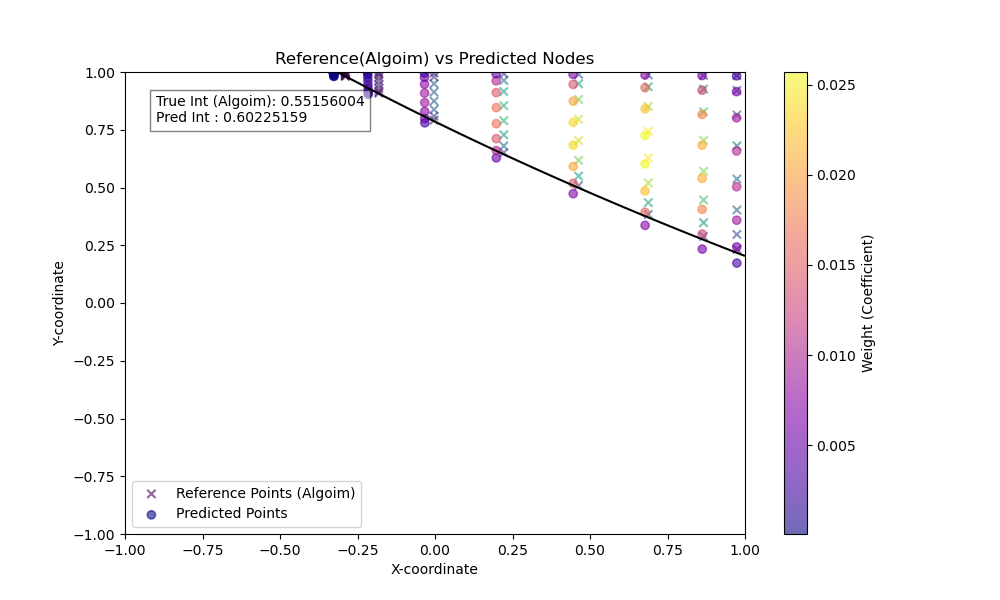 Reference(Algoim) vs Predicted Nodes
True Int (Algoim): 0.55156004
Pred Int : 0.60225159
1.00
0.75
0.50
0.25
0.00
−0.25
−0.50
−0.75
−1.00
Y-coordinate
Reference Points (Algoim)
Predicted Points
−1.00 −0.75 −0.50 −0.25 0.00 0.25 0.50 0.75 1.00
X-coordinate
0.025
0.020
0.015
0.010
0.005
Weight (Coefficient)